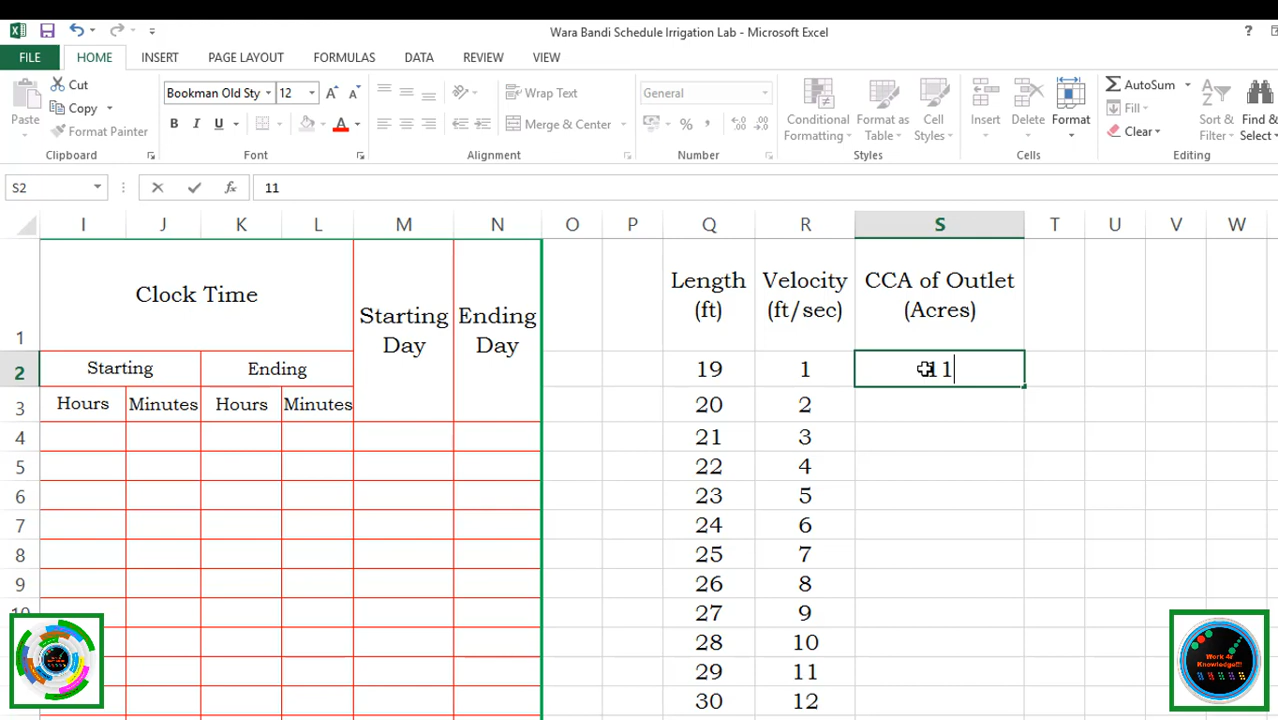 Wara Bandi Schedule Irrigation Lab - Microsoft Excel
?
FILE HOME INSERT PAGE LAYOUT FORMULAS DATA REVIEW VIEW
Paste
Cut
Copy
Format Painter
Clipboard
Bookman Old Sty 12 A A
B I U A
Font
Wrap Text
Merge & Center
Alignment
General
%
Number
Conditional Formatting
Format as Table
Cell Styles
Styles
Insert Delete Format
Cells
AutoSum
Fill
Clear
Sort & Filter
Find & Select
Editing
S2 fx 11
I J K L M N O P Q R S T U V W
1 Clock Time
Starting Day
Ending Day
Length (ft)
Velocity (ft/sec)
CCA of Outlet (Acres)
2 Starting Ending 19 1 11
3 Hours Minutes Hours Minutes 20 2
4 21 3
5 22 4
6 23 5
7 24 6
8 25 7
9 26 8
10 27 9
28 10
29 11
30 12
Work 4r
Knowledge!!!